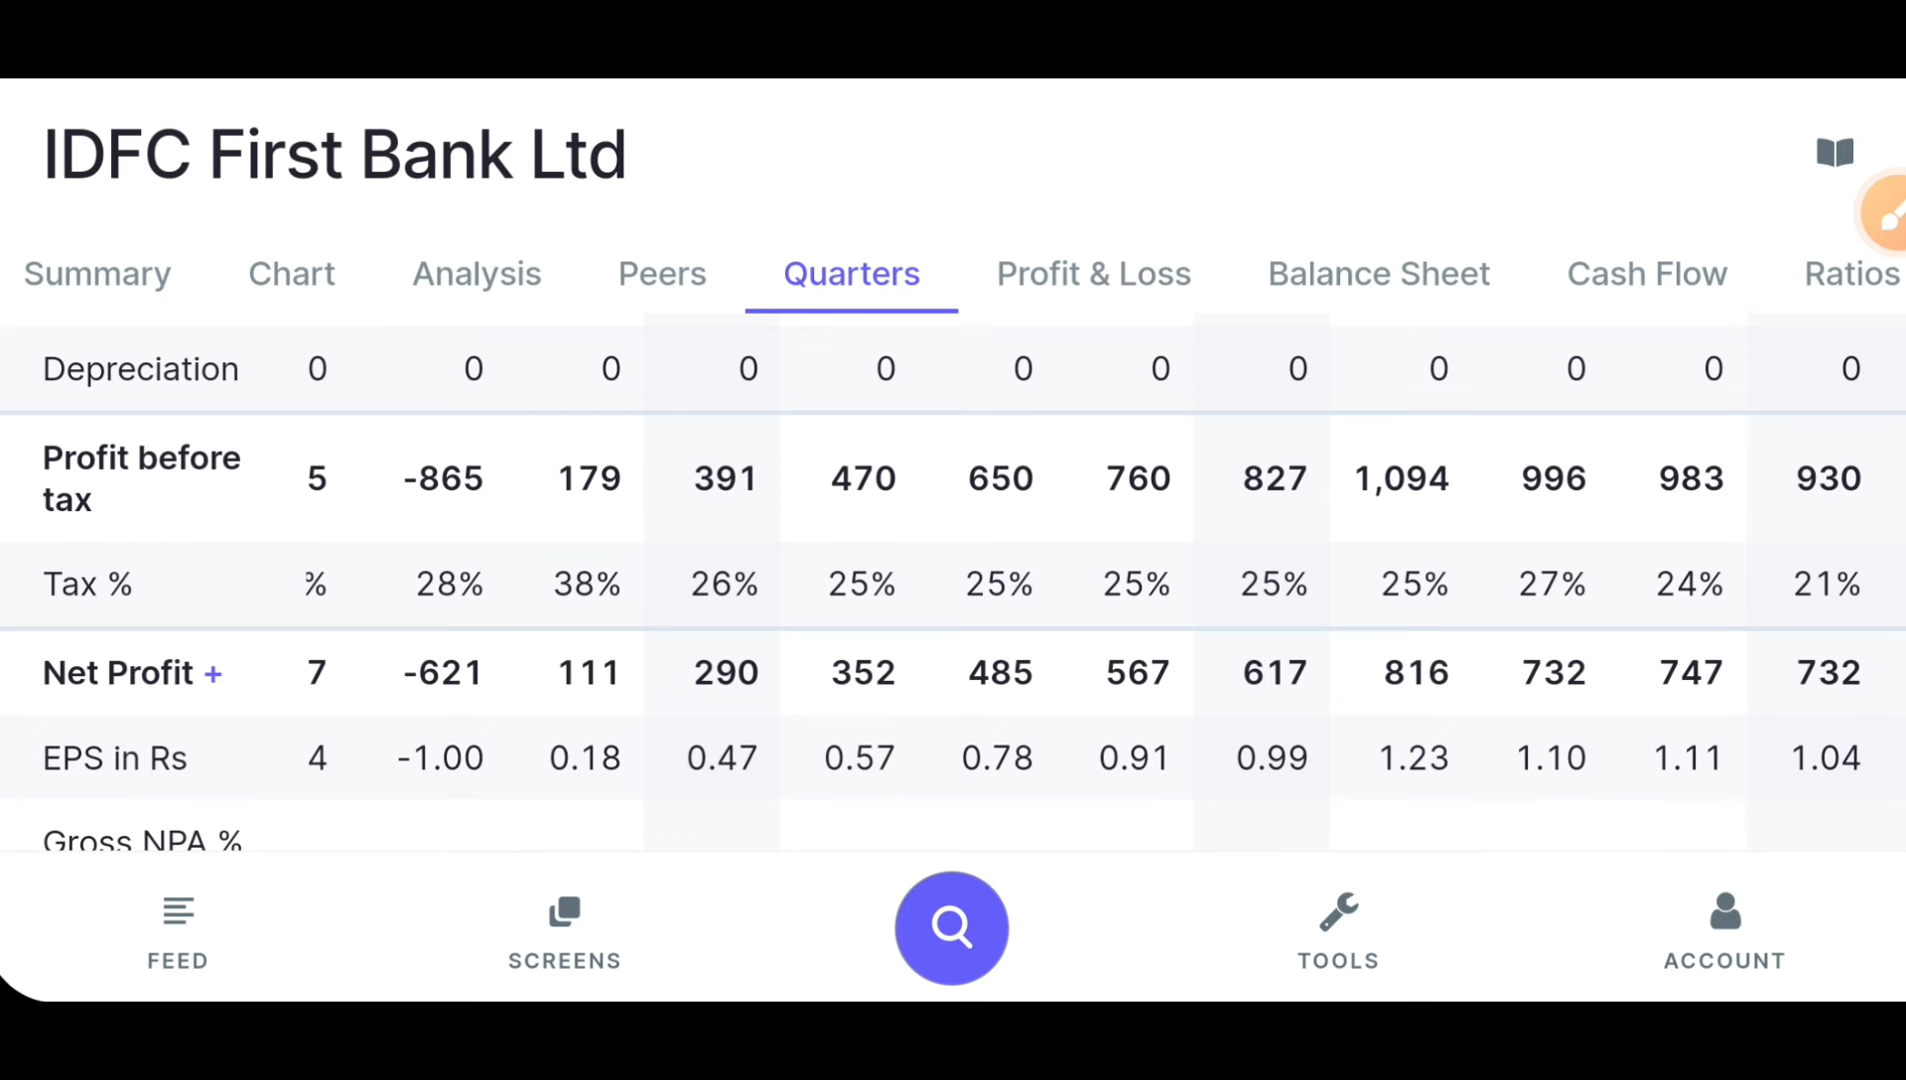 IDFC First Bank Ltd
Summary Chart Analysis Peers Quarters Profit & Loss Balance Sheet Cash Flow Ratios
Depreciation 0 0 0 0 0 0 0 0 0 0 0 0
Profit before
tax 5 -865 179 391 470 650 760 827 1,094 996 983 930
Tax % % 28% 38% 26% 25% 25% 25% 25% 25% 27% 24% 21%
Net Profit + 7 -621 111 290 352 485 567 617 816 732 747 732
EPS in Rs 4 -1.00 0.18 0.47 0.57 0.78 0.91 0.99 1.23 1.10 1.11 1.04
Gross NPA %
FEED SCREENS TOOLS ACCOUNT